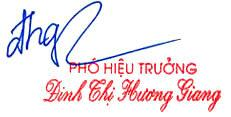 PHÓ HIỆU TRƯỞNG
Đinh Thị Hương Giang